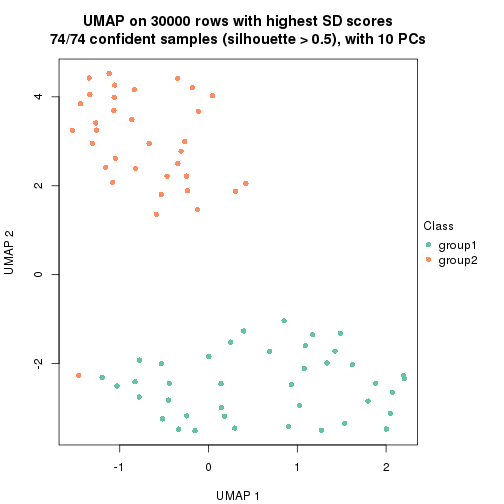 UMAP on 30000 rows with highest SD scores
74/74 confident samples (silhouette > 0.5), with 10 PCs
4
2
0
-2
UMAP 2
-1
0
1
2
UMAP 1
Class
group1
group2